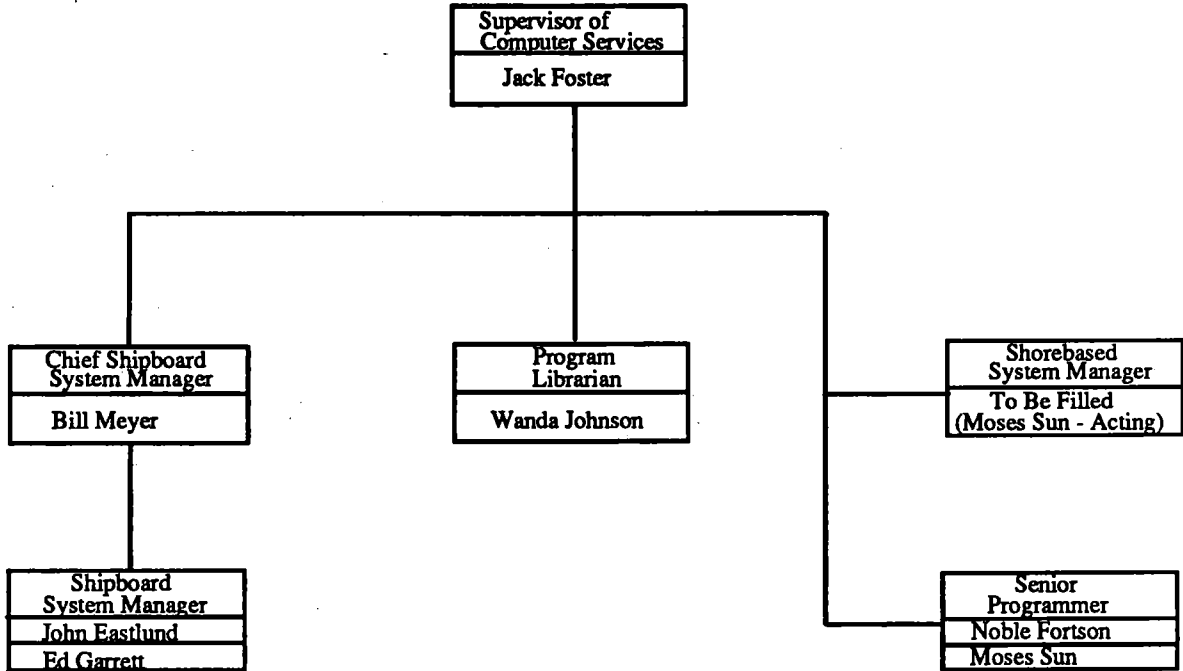 Supervisor of
Computer Services
Jack Foster
Chief Shipboard
System Manager
Bill Meyer
Program
Librarian
Wanda Johnson
Shorebased
System Manager
To Be Filled
(Moses Sun - Acting)
Shipboard
System Manager
John Eastlund
Ed Garrett
Senior
Programmer
Noble Fortson
Moses Sun